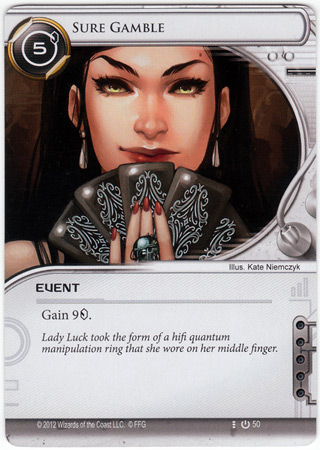 SURE GAMBLE
5
Illus. Kate Niemczyk
EVENT
Gain 9.
Lady Luck took the form of a hifi quantum
manipulation ring that she wore on her middle finger.
© 2012 Wizards of the Coast LLC. © FFG
50